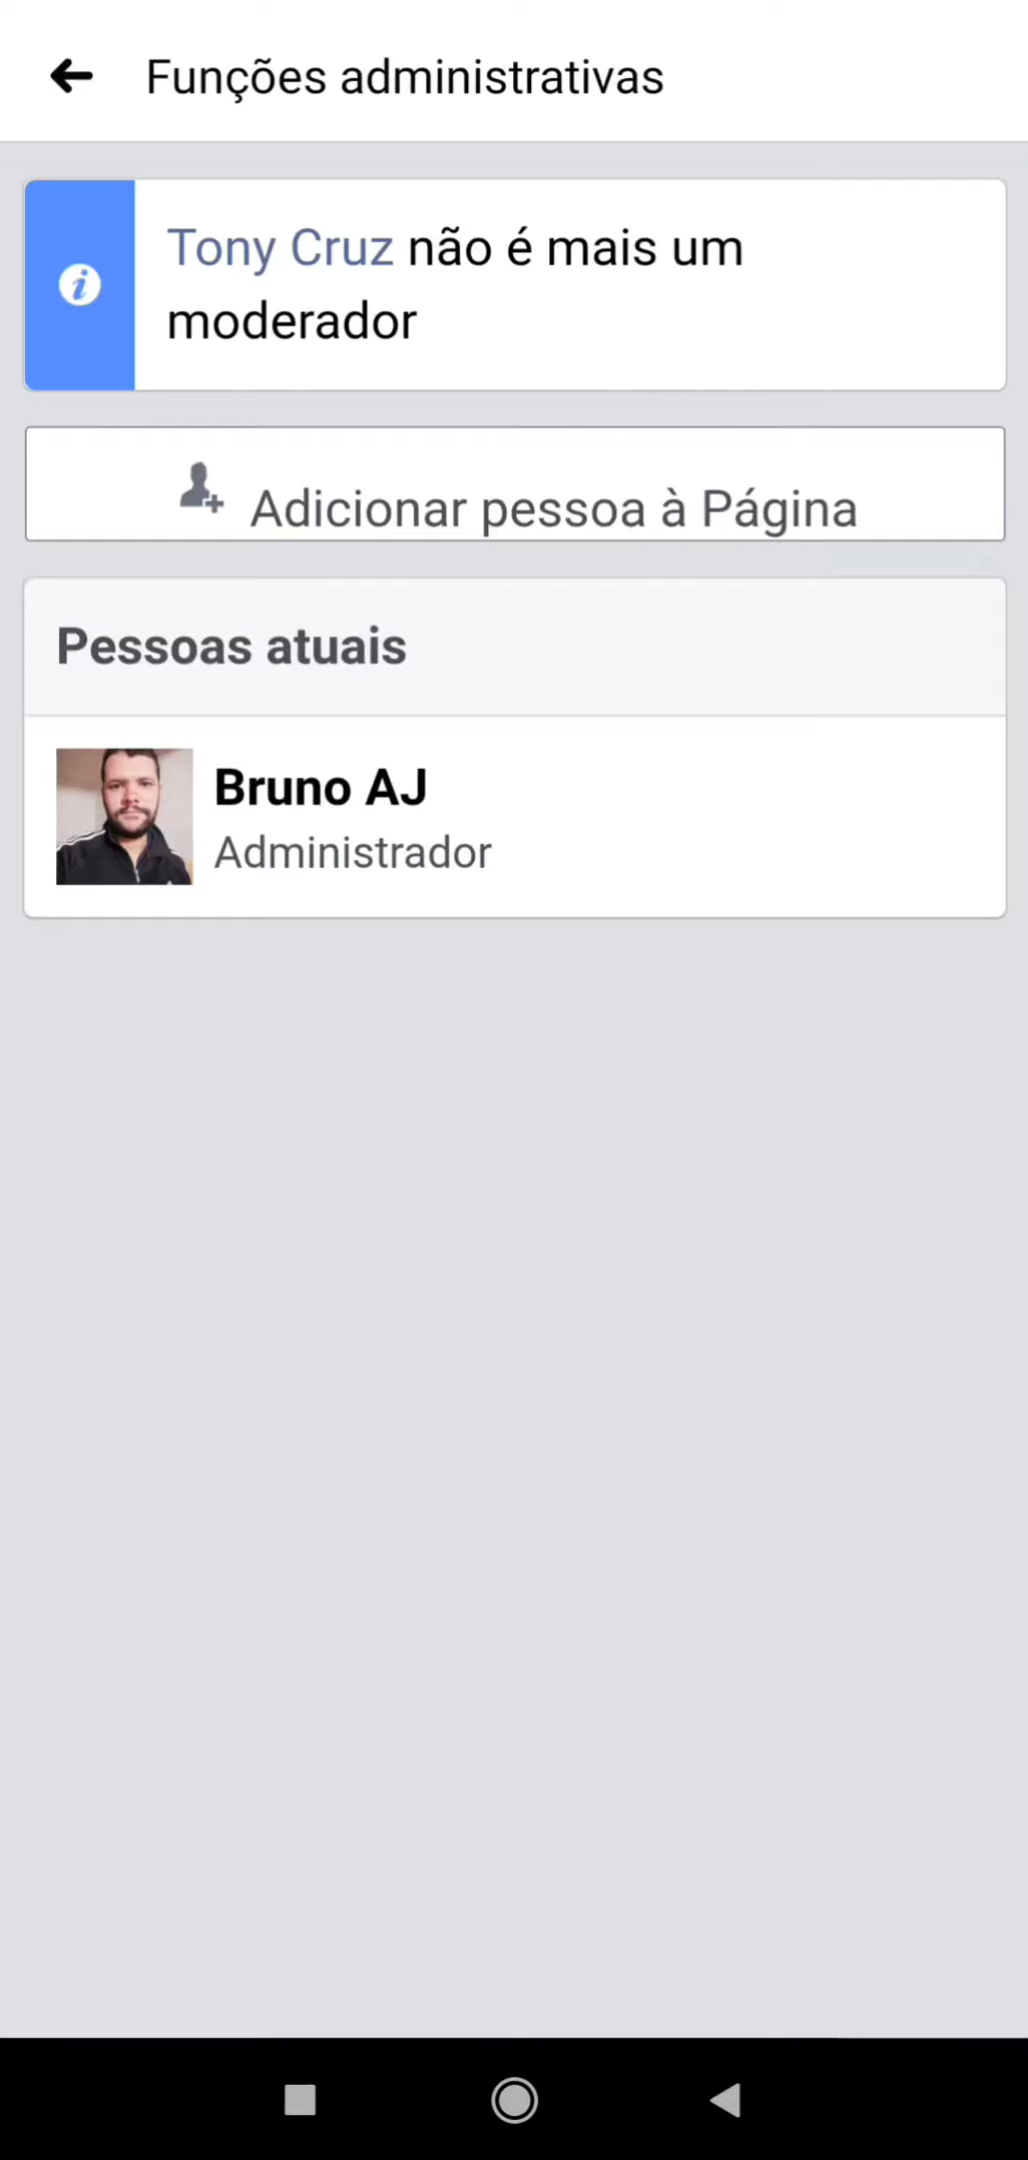 Funções administrativas
Tony Cruz não é mais um
moderador
Adicionar pessoa à Página
Pessoas atuais
Bruno AJ
Administrador